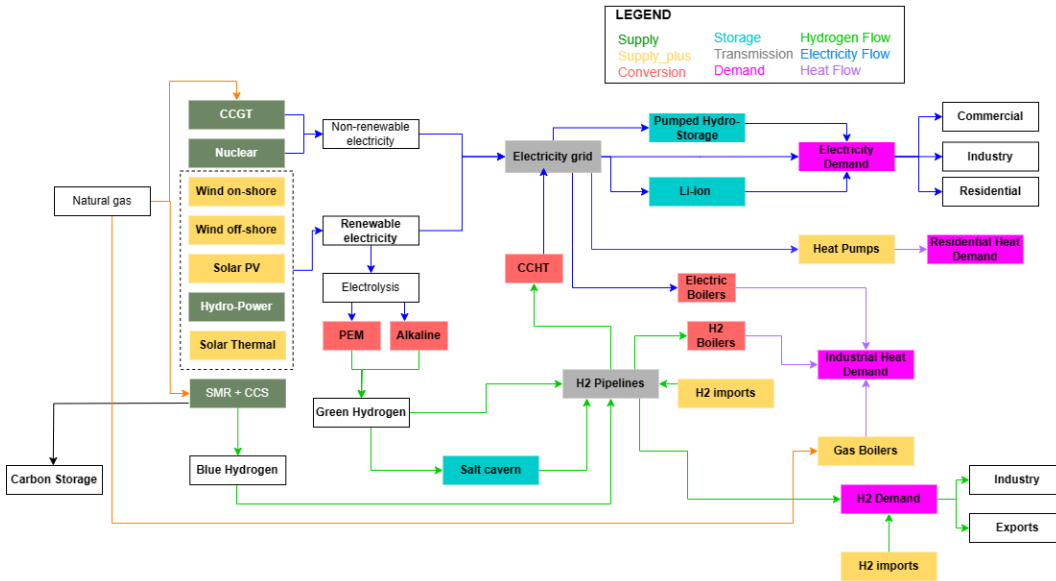 LEGEND
Supply
Storage
Hydrogen Flow
Supply_plus
Transmission
Electricity Flow
Conversion
Demand
Heat Flow
CCGT
Nuclear
Non-renewable
electricity
Electricity grid
Pumped Hydro-
Storage
Electricity
Demand
Li-ion
Commercial
Industry
Residential
Natural gas
Wind on-shore
Wind off-shore
Solar PV
Hydro-Power
Solar Thermal
Renewable
electricity
Electrolysis
PEM
Alkaline
CCHT
Heat Pumps
Residential Heat
Demand
Electric
Boilers
H2
Boilers
Industrial Heat
Demand
SMR + CCS
Green Hydrogen
H2 Pipelines
H2 imports
Gas Boilers
Carbon Storage
Blue Hydrogen
Salt cavern
H2 Demand
Industry
Exports
H2 imports